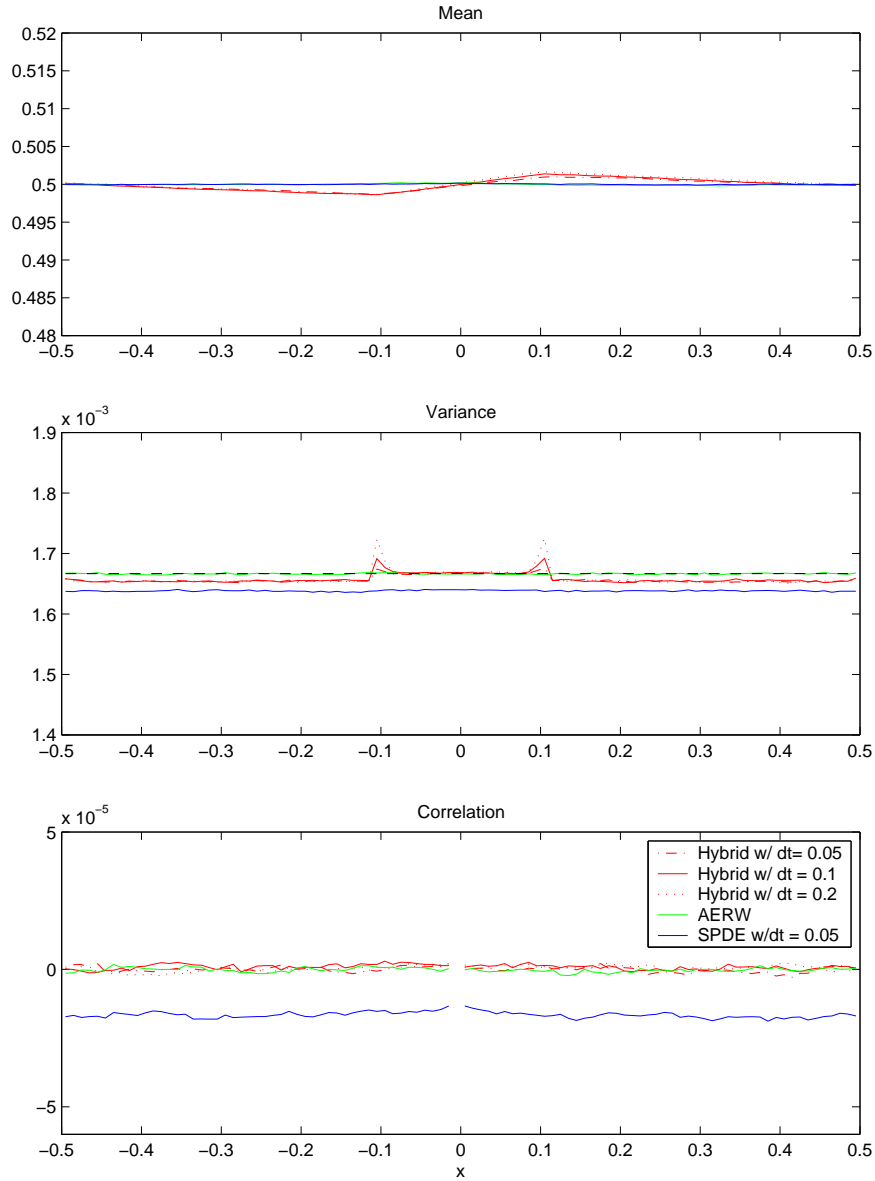 Mean
0.52
0.515
0.51
0.505
0.5
0.495
0.49
0.485
0.48
−0.5 −0.4 −0.3 −0.2 −0.1 0 0.1 0.2 0.3 0.4 0.5
x 10−3
Variance
1.9
1.8
1.7
1.6
1.5
1.4
−0.5 −0.4 −0.3 −0.2 −0.1 0 0.1 0.2 0.3 0.4 0.5
x 10−5
Correlation
5
Hybrid w/ dt= 0.05
Hybrid w/ dt = 0.1
Hybrid w/ dt = 0.2
AERW
SPDE w/dt = 0.05
0
−5
−0.5 −0.4 −0.3 −0.2 −0.1 0 0.1 0.2 0.3 0.4 0.5
x